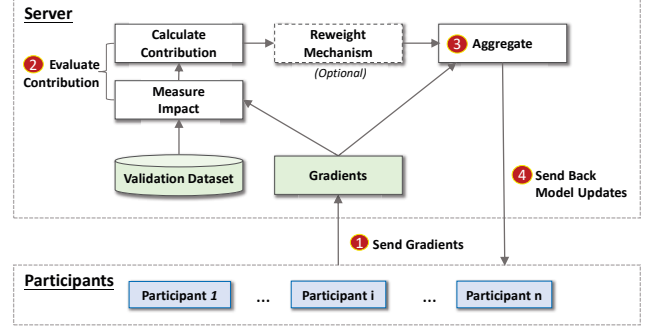 Server
Calculate
Contribution
Reweight
Mechanism
(Optional)
3 Aggregate
2 Evaluate
Contribution
Measure
Impact
Validation Dataset
Gradients
4 Send Back
Model Updates
1 Send Gradients
Participants
Participant 1
...
Participant i
...
Participant n